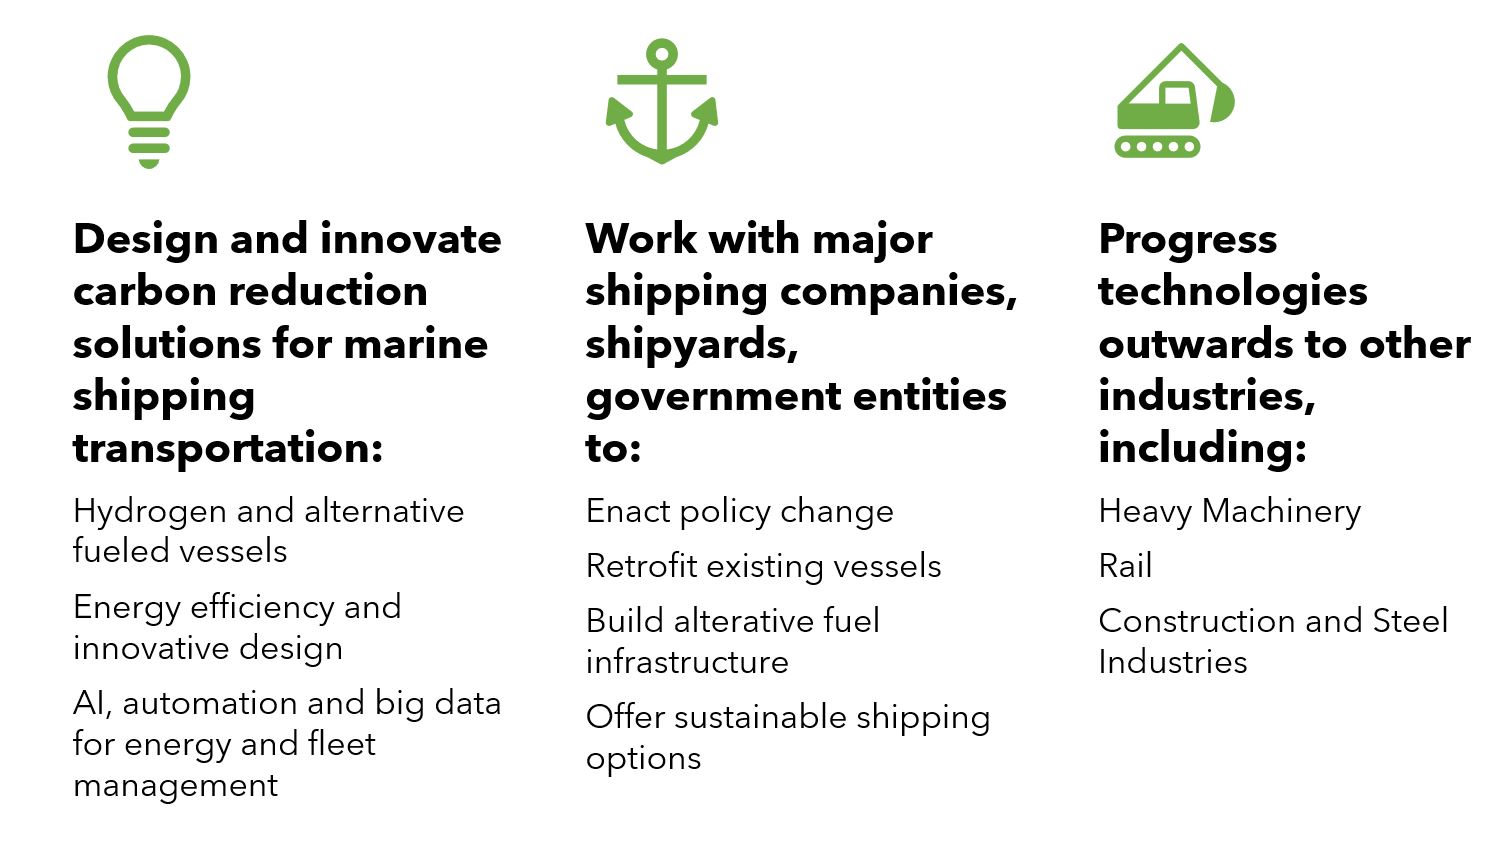 Design and innovate
carbon reduction
solutions for marine
shipping
transportation:
Hydrogen and alternative
fueled vessels
Energy efficiency and
innovative design
AI, automation and big data
for energy and fleet
management
Work with major
shipping companies,
shipyards,
government entities
to:
Enact policy change
Retrofit existing vessels
Build alterative fuel
infrastructure
Offer sustainable shipping
options
Progress
technologies
outwards to other
industries,
including:
Heavy Machinery
Rail
Construction and Steel
Industries